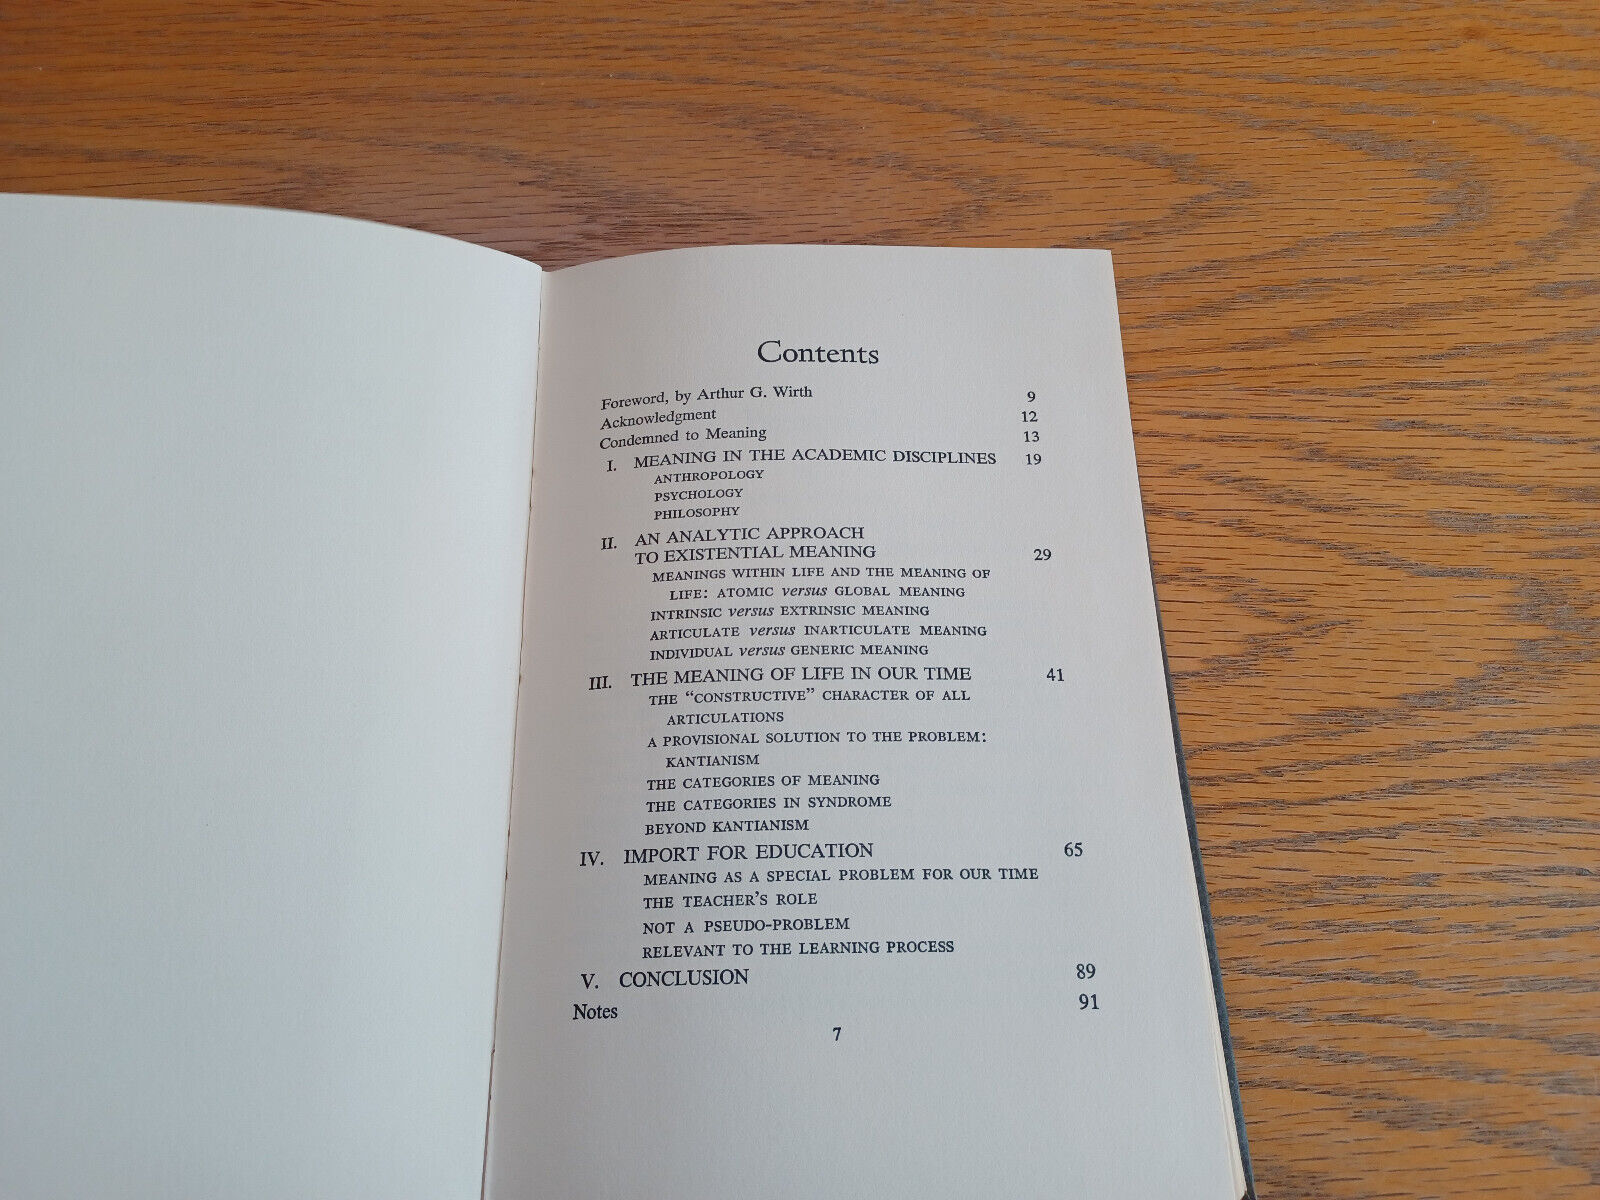 Contents
Foreword, by Arthur G. Wirth 9
Acknowledgment 12
Condemned to Meaning 13
I. MEANING IN THE ACADEMIC DISCIPLINES 19
ANTHROPOLOGY
PSYCHOLOGY
PHILOSOPHY
II. AN ANALYTIC APPROACH
TO EXISTENTIAL MEANING 29
MEANINGS WITHIN LIFE AND THE MEANING OF
LIFE: ATOMIC versus GLOBAL MEANING
INTRINSIC versus EXTRINSIC MEANING
ARTICULATE versus INARTICULATE MEANING
INDIVIDUAL versus GENERIC MEANING
III. THE MEANING OF LIFE IN OUR TIME 41
THE “CONSTRUCTIVE” CHARACTER OF ALL
ARTICULATIONS
A PROVISIONAL SOLUTION TO THE PROBLEM:
KANTIANISM
THE CATEGORIES OF MEANING
THE CATEGORIES IN SYNDROME
BEYOND KANTIANISM
IV. IMPORT FOR EDUCATION 65
MEANING AS A SPECIAL PROBLEM FOR OUR TIME
THE TEACHER’S ROLE
NOT A PSEUDO-PROBLEM
RELEVANT TO THE LEARNING PROCESS
V. CONCLUSION 89
Notes 91
7